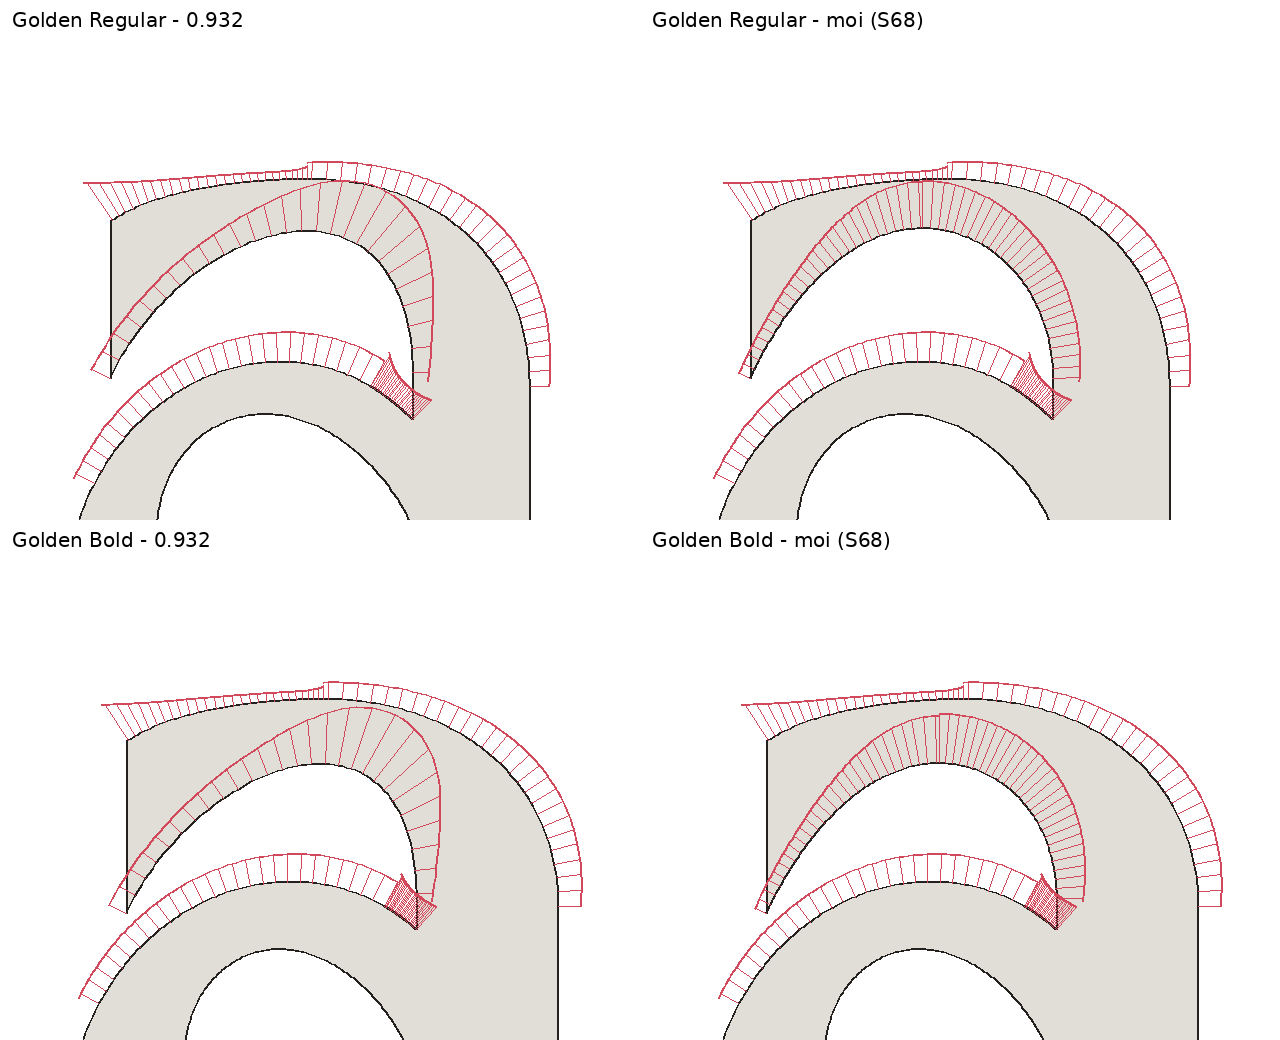 Golden Regular - 0.932
Golden Regular - moi (S68)
Golden Bold - 0.932
Golden Bold - moi (S68)